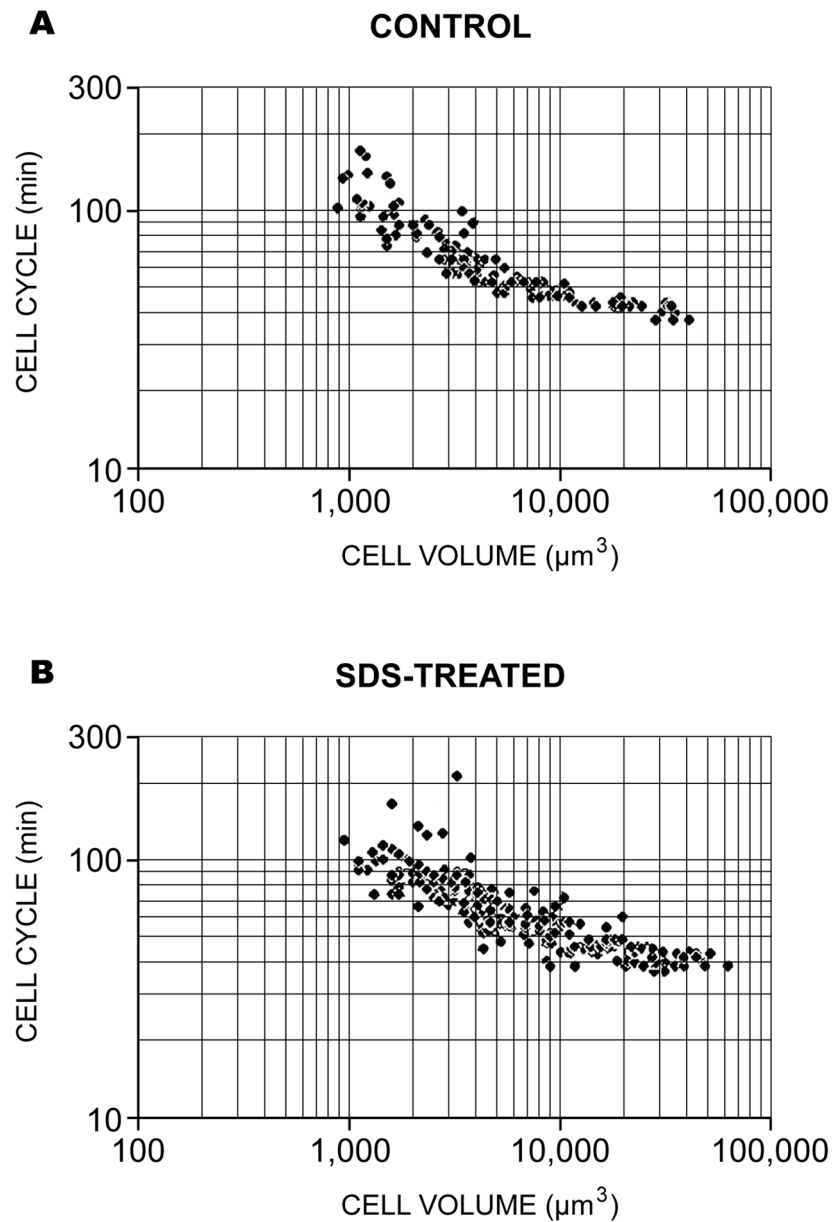 A
CONTROL
300
100
10
100 1,000 10,000 100,000
CELL CYCLE (min)
CELL VOLUME (µm³)
B
SDS-TREATED
300
100
10
100 1,000 10,000 100,000
CELL CYCLE (min)
CELL VOLUME (µm³)